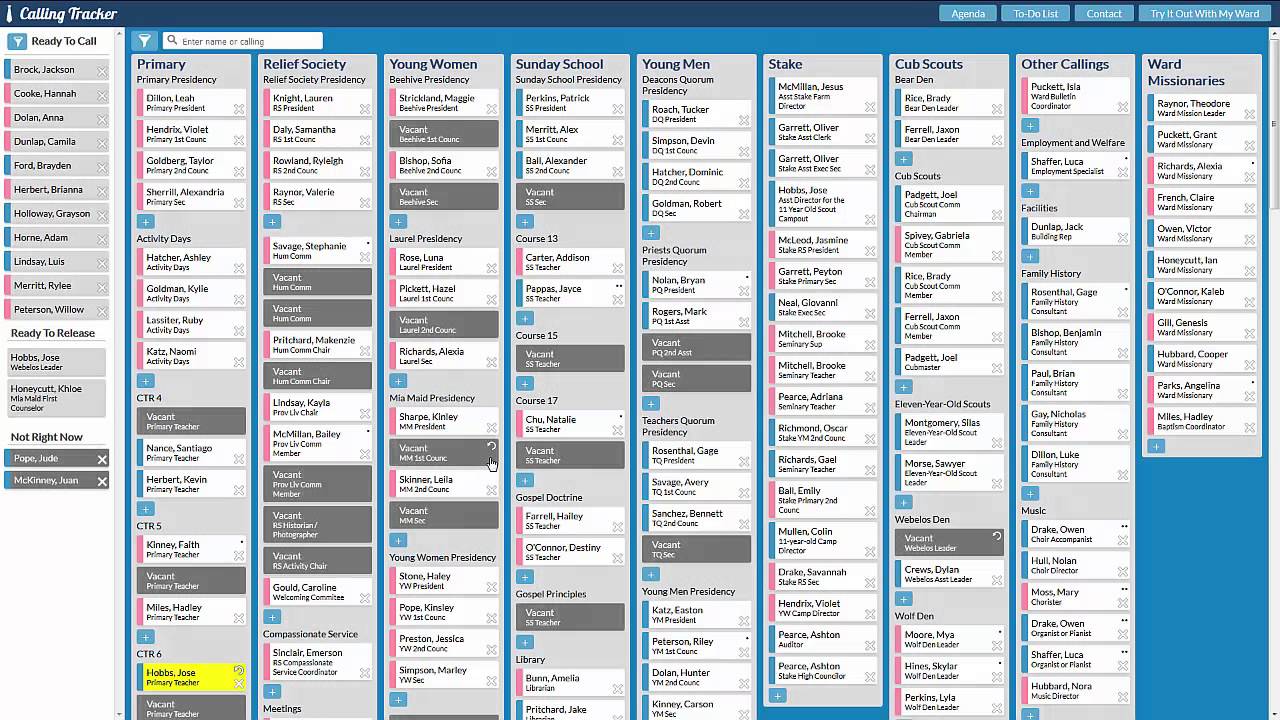 Calling Tracker
Agenda
To-Do List
Contact
Try It Out With My Ward
Ready To Call
Brock, Jackson
Cooke, Hannah
Dolan, Anna
Dunlap, Camila
Ford, Brayden
Herbert, Brianna
Holloway, Grayson
Horne, Adam
Lindsay, Luis
Merritt, Rylee
Peterson, Willow
Ready To Release
Hobbs, Jose
Webelos Leader
Honeycutt, Khloe
Mia Maid First
Counselor
Not Right Now
Pope, Jude
McKinney, Juan
Enter name or calling
Primary
Primary Presidency
Dillon, Leah
Primary President
Hendrix, Violet
Primary 1st Counc
Goldberg, Taylor
Primary 2nd Counc
Sherrill, Alexandria
Primary Sec
+
Activity Days
Hatcher, Ashley
Activity Days
Goldman, Kylie
Activity Days
Lassiter, Ruby
Activity Days
Katz, Naomi
Activity Days
+
CTR 4
Vacant
Primary Teacher
Nance, Santiago
Primary Teacher
Herbert, Kevin
Primary Teacher
+
CTR 5
Kinney, Faith
Primary Teacher
Vacant
Primary Teacher
Miles, Hadley
Primary Teacher
+
CTR 6
Hobbs, Jose
Primary Teacher
Vacant
Primary Teacher
Relief Society
Relief Society Presidency
Knight, Lauren
RS President
Daly, Samantha
RS 1st Counc
Rowland, Ryleigh
RS 2nd Counc
Raynor, Valerie
RS Sec
+
Savage, Stephanie
Hum Comm
Vacant
Hum Comm
Vacant
Hum Comm
Pritchard, Makenzie
Hum Comm Chair
Vacant
Hum Comm Chair
Lindsay, Kayla
Prov Liv Chair
McMillan, Bailey
Prov Liv Comm
Member
Vacant
Prov Liv Comm
Member
Vacant
RS Historian /
Photographer
Vacant
RS Activity Chair
Gould, Caroline
Welcoming Committee
+
Compassionate Service
Sinclair, Emerson
RS Compassionate
Service Coordinator
+
Meetings
Young Women
Beehive Presidency
Strickland, Maggie
Beehive President
Vacant
Beehive 1st Counc
Bishop, Sofia
Beehive 2nd Counc
Vacant
Beehive Sec
+
Laurel Presidency
Rose, Luna
Laurel President
Pickett, Hazel
Laurel 1st Counc
Vacant
Laurel 2nd Counc
Richards, Alexia
Laurel Sec
+
Mia Maid Presidency
Sharpe, Kinley
MM President
Vacant
MM 1st Counc
Skinner, Leila
MM 2nd Counc
Vacant
MM Sec
+
Young Women Presidency
Stone, Haley
YW President
Pope, Kinsley
YW 1st Counc
Preston, Jessica
YW 2nd Counc
Simpson, Marley
YW Sec
+
Sunday School
Sunday School Presidency
Perkins, Patrick
SS President
Merritt, Alex
SS 1st Counc
Ball, Alexander
SS 2nd Counc
Vacant
SS Sec
+
Course 13
Carter, Addison
SS Teacher
Pappas, Jayce
SS Teacher
+
Course 15
Vacant
SS Teacher
+
Course 17
Chu, Natalie
SS Teacher
Vacant
SS Teacher
+
Gospel Doctrine
Farrell, Hailey
SS Teacher
O'Connor, Destiny
SS Teacher
+
Gospel Principles
Vacant
SS Teacher
+
Library
Bunn, Amelia
Librarian
Pritchard, Jake
Librarian
Young Men
Deacons Quorum
Presidency
Roach, Tucker
DQ President
Simpson, Devin
DQ 1st Counc
Hatcher, Dominic
DQ 2nd Counc
Goldman, Robert
DQ Sec
+
Priests Quorum
Presidency
Nolan, Bryan
PQ President
Rogers, Mark
PQ 1st Asst
Vacant
PQ 2nd Asst
Vacant
PQ Sec
+
Teachers Quorum
Presidency
Rosenthal, Gage
TQ President
Savage, Avery
TQ 1st Counc
Sanchez, Bennett
TQ 2nd Counc
Vacant
TQ Sec
+
Young Men Presidency
Katz, Easton
YM President
Peterson, Riley
YM 1st Counc
Dolan, Hunter
YM 2nd Counc
Kinney, Carson
YM Sec
Stake
McMillan, Jesus
Asst Stake Farm
Director
Garrett, Oliver
Stake Asst Clerk
Garrett, Oliver
Stake Asst Exec Sec
Hobbs, Jose
Asst Director for the
11 Year Old Scout
Campout
McLeod, Jasmine
Stake RS President
Garrett, Peyton
Stake Primary Sec
Neal, Giovanni
Stake Exec Sec
Mitchell, Brooke
Seminary Sup
Mitchell, Brooke
Seminary Teacher
Pearce, Adriana
Seminary Teacher
Richmond, Oscar
Stake YM 2nd Counc
Richards, Gael
Seminary Teacher
Ball, Emily
Stake Primary 2nd
Counc
Mullen, Colin
11-year-old Camp
Director
Drake, Savannah
Stake RS Sec
Hendrix, Violet
YW Camp Director
Pearce, Ashton
Auditor
Pearce, Ashton
Stake High Councilor
+
Cub Scouts
Bear Den
Rice, Brady
Bear Den Leader
Ferrell, Jaxon
Bear Den Leader
+
Cub Scouts
Padgett, Joel
Cub Scout Comm
Chairman
Spivey, Gabriela
Cub Scout Comm
Member
Rice, Brady
Cub Scout Comm
Member
Ferrell, Jaxon
Cub Scout Comm
Member
Padgett, Joel
Cubmaster
+
Eleven-Year-Old Scouts
Montgomery, Silas
Eleven-Year-Old Scout
Leader
Morse, Sawyer
Eleven-Year-Old Scout
Leader
+
Webelos Den
Vacant
Webelos Leader
Crews, Dylan
Webelos Asst Leader
+
Wolf Den
Moore, Mya
Wolf Den Leader
Hines, Skylar
Wolf Den Leader
Perkins, Lyla
Wolf Den Leader
Other Callings
Puckett, Isla
Ward Bulletin
Coordinator
+
Employment and Welfare
Shaffer, Luca
Employment Specialist
+
Facilities
Dunlap, Jack
Building Rep
+
Family History
Rosenthal, Gage
Family History
Consultant
Bishop, Benjamin
Family History
Consultant
Paul, Brian
Family History
Consultant
Gay, Nicholas
Family History
Consultant
Dillon, Luke
Family History
Consultant
+
Music
Drake, Owen
Choir Accompanist
Hull, Nolan
Choir Director
Moss, Mary
Chorister
Drake, Owen
Organist or Pianist
Shaffer, Luca
Organist or Pianist
Hubbard, Nora
Music Director
+
Ward
Missionaries
Raynor, Theodore
Ward Mission Leader
Puckett, Grant
Ward Missionary
Richards, Alexia
Ward Missionary
French, Claire
Ward Missionary
Owen, Victor
Ward Missionary
Honeycutt, Ian
Ward Missionary
O'Conor, Kaleb
Ward Missionary
Gill, Genesis
Ward Missionary
Hubbard, Cooper
Ward Missionary
Parks, Angelina
Ward Missionary
Miles, Hadley
Baptism Coordinator
+